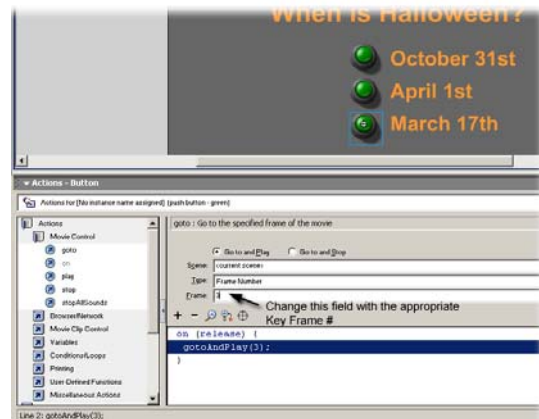 When is Halloween?
October 31st
April 1st
March 17th
Actions - Button
Actions for [No instance name assigned] (push button - green)
Actions
Movie Control
goto
on
play
stop
stopAllSounds
Browser/Network
Movie Clip Control
Variables
Conditions/Loops
Printing
User-Defined Functions
Miscellaneous Actions
goto : Go to the specified frame of the movie
Go to and Play Go to and Stop
Scene: <current scene>
Type: Frame Number
Frame: 3
Change this field with the appropriate
Key Frame #
on (release) {
gotoAndPlay(3);
}
Line 2: gotoAndPlay(3);